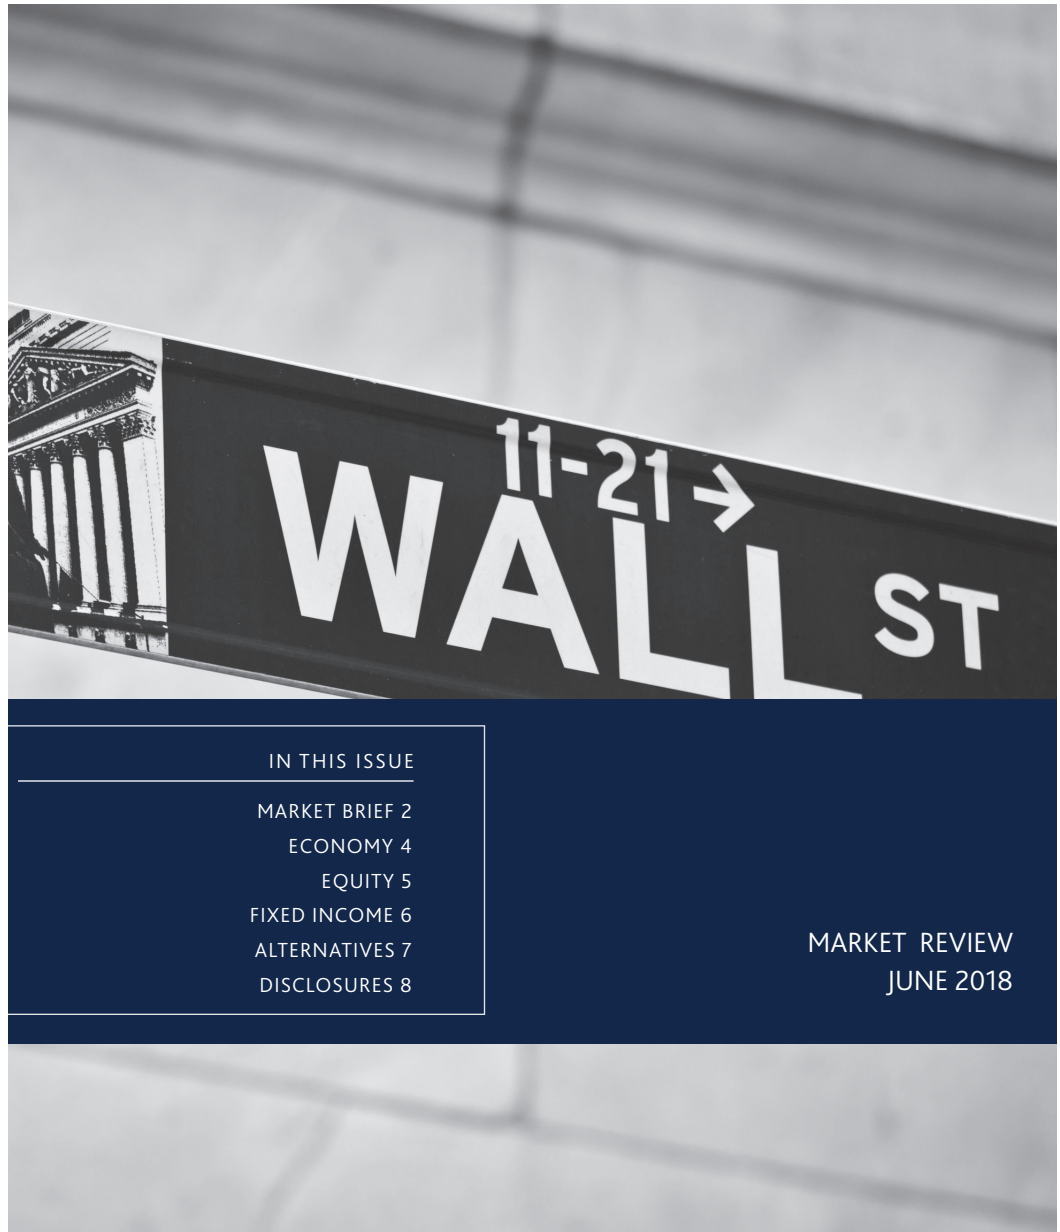 11-21→
WALL ST
IN THIS ISSUE
MARKET BRIEF 2
ECONOMY 4
EQUITY 5
FIXED INCOME 6
ALTERNATIVES 7
DISCLOSURES 8
MARKET REVIEW
JUNE 2018